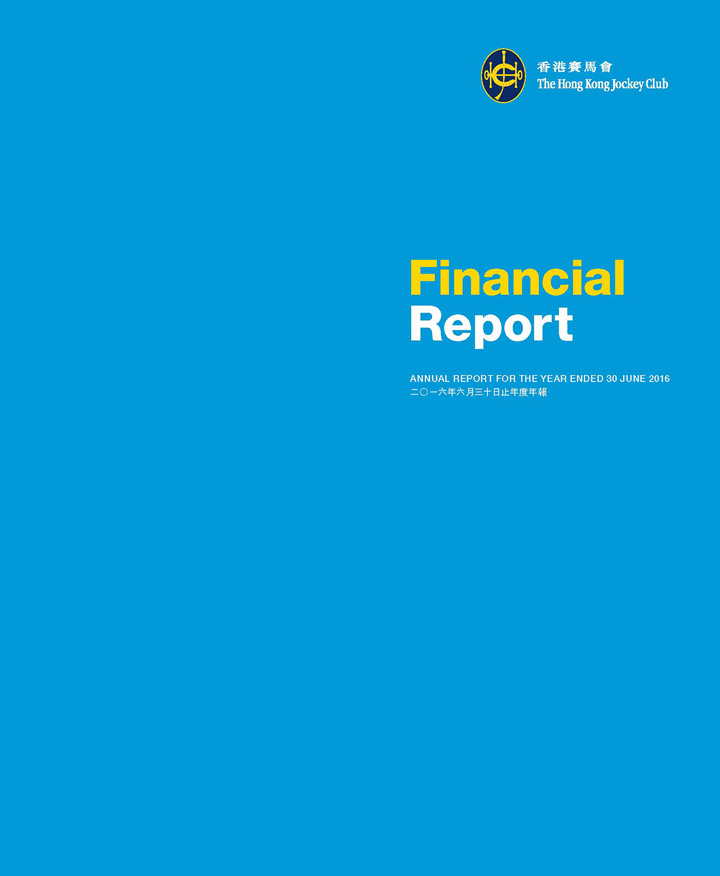 香港賽馬會
The Hong Kong Jockey Club
Financial
Report
ANNUAL REPORT FOR THE YEAR ENDED 30 JUNE 2016
二〇一六年六月三十日止年度年報